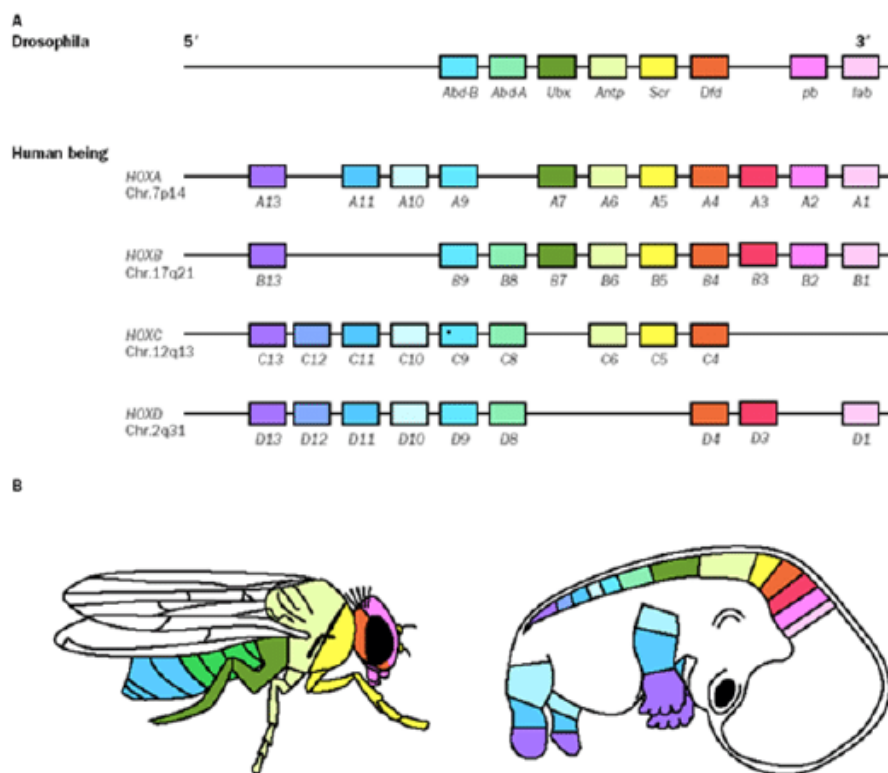 A
Drosophila 5′ 3′
Abd-B Abd-A Ubx Antp Scr Dfd pb lab
Human being
HOXA
Chr.7p14
A13 A11 A10 A9 A7 A6 A5 A4 A3 A2 A1
HOXB
Chr.17q21
B13 B9 B8 B7 B6 B5 B4 B3 B2 B1
HOXC
Chr.12q13
C13 C12 C11 C10 C9 C8 C6 C5 C4
HOXD
Chr.2q31
D13 D12 D11 D10 D9 D8 D4 D3 D1
B